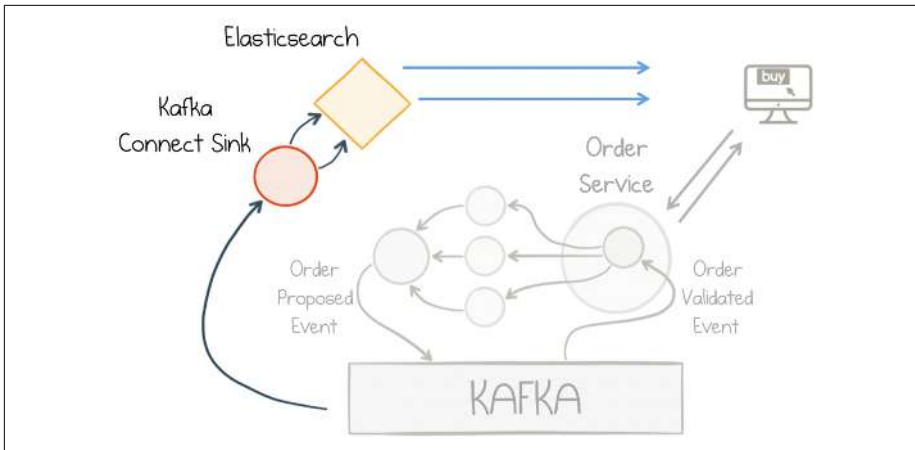 Elasticsearch
Kafka
Connect Sink
buy
Order
Service
Order
Proposed
Event
Order
Validated
Event
KAFKA